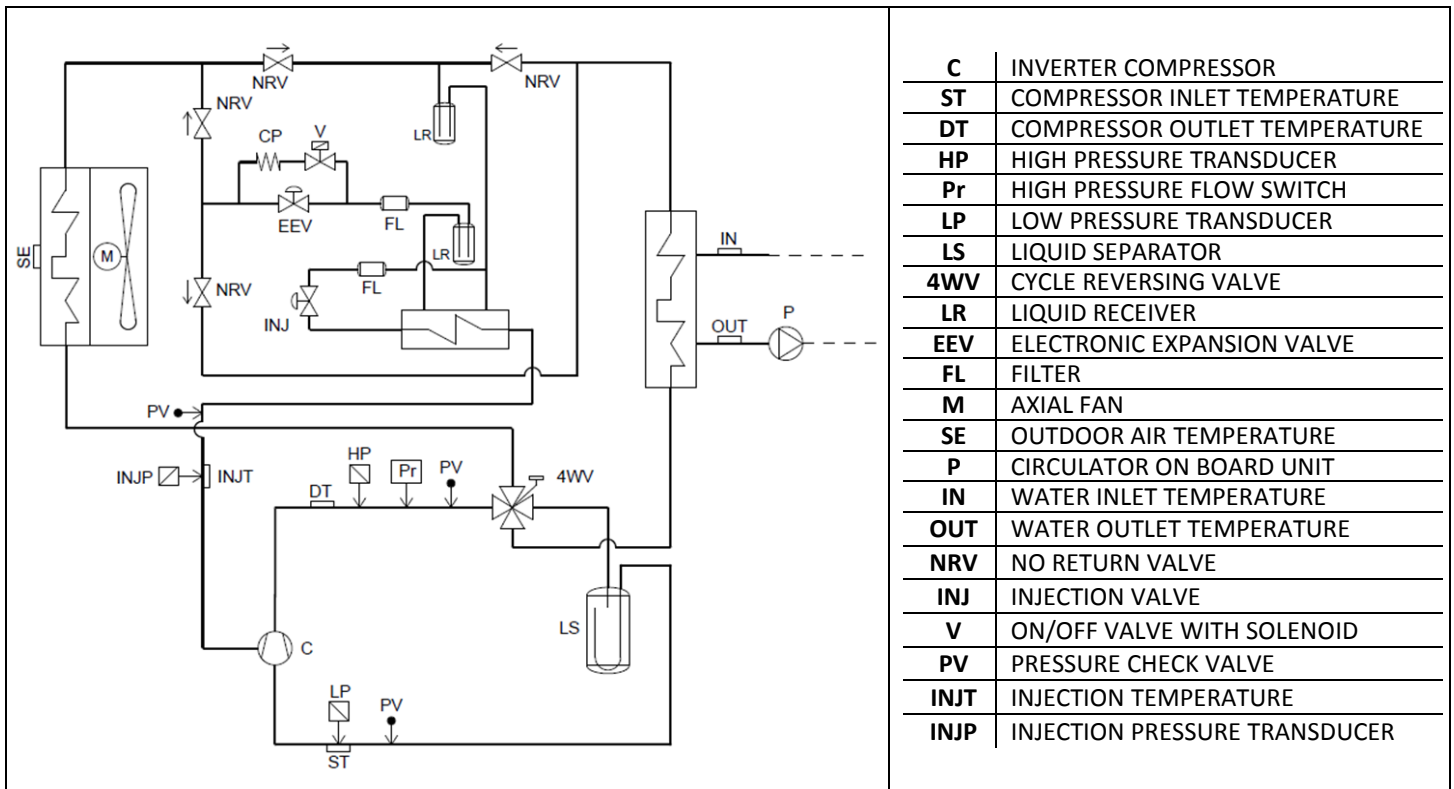 NRV
NRV
NRV
CP
V
LR
EEV
FL
LR
SE
M
NRV
FL
INJ
IN
OUT
P
PV
INJP
INJT
HP
Pr
PV
4WV
DT
LS
C
LP
PV
ST
C INVERTER COMPRESSOR
ST COMPRESSOR INLET TEMPERATURE
DT COMPRESSOR OUTLET TEMPERATURE
HP HIGH PRESSURE TRANSDUCER
Pr HIGH PRESSURE FLOW SWITCH
LP LOW PRESSURE TRANSDUCER
LS LIQUID SEPARATOR
4WV CYCLE REVERSING VALVE
LR LIQUID RECEIVER
EEV ELECTRONIC EXPANSION VALVE
FL FILTER
M AXIAL FAN
SE OUTDOOR AIR TEMPERATURE
P CIRCULATOR ON BOARD UNIT
IN WATER INLET TEMPERATURE
OUT WATER OUTLET TEMPERATURE
NRV NO RETURN VALVE
INJ INJECTION VALVE
V ON/OFF VALVE WITH SOLENOID
PV PRESSURE CHECK VALVE
INJT INJECTION TEMPERATURE
INJP INJECTION PRESSURE TRANSDUCER